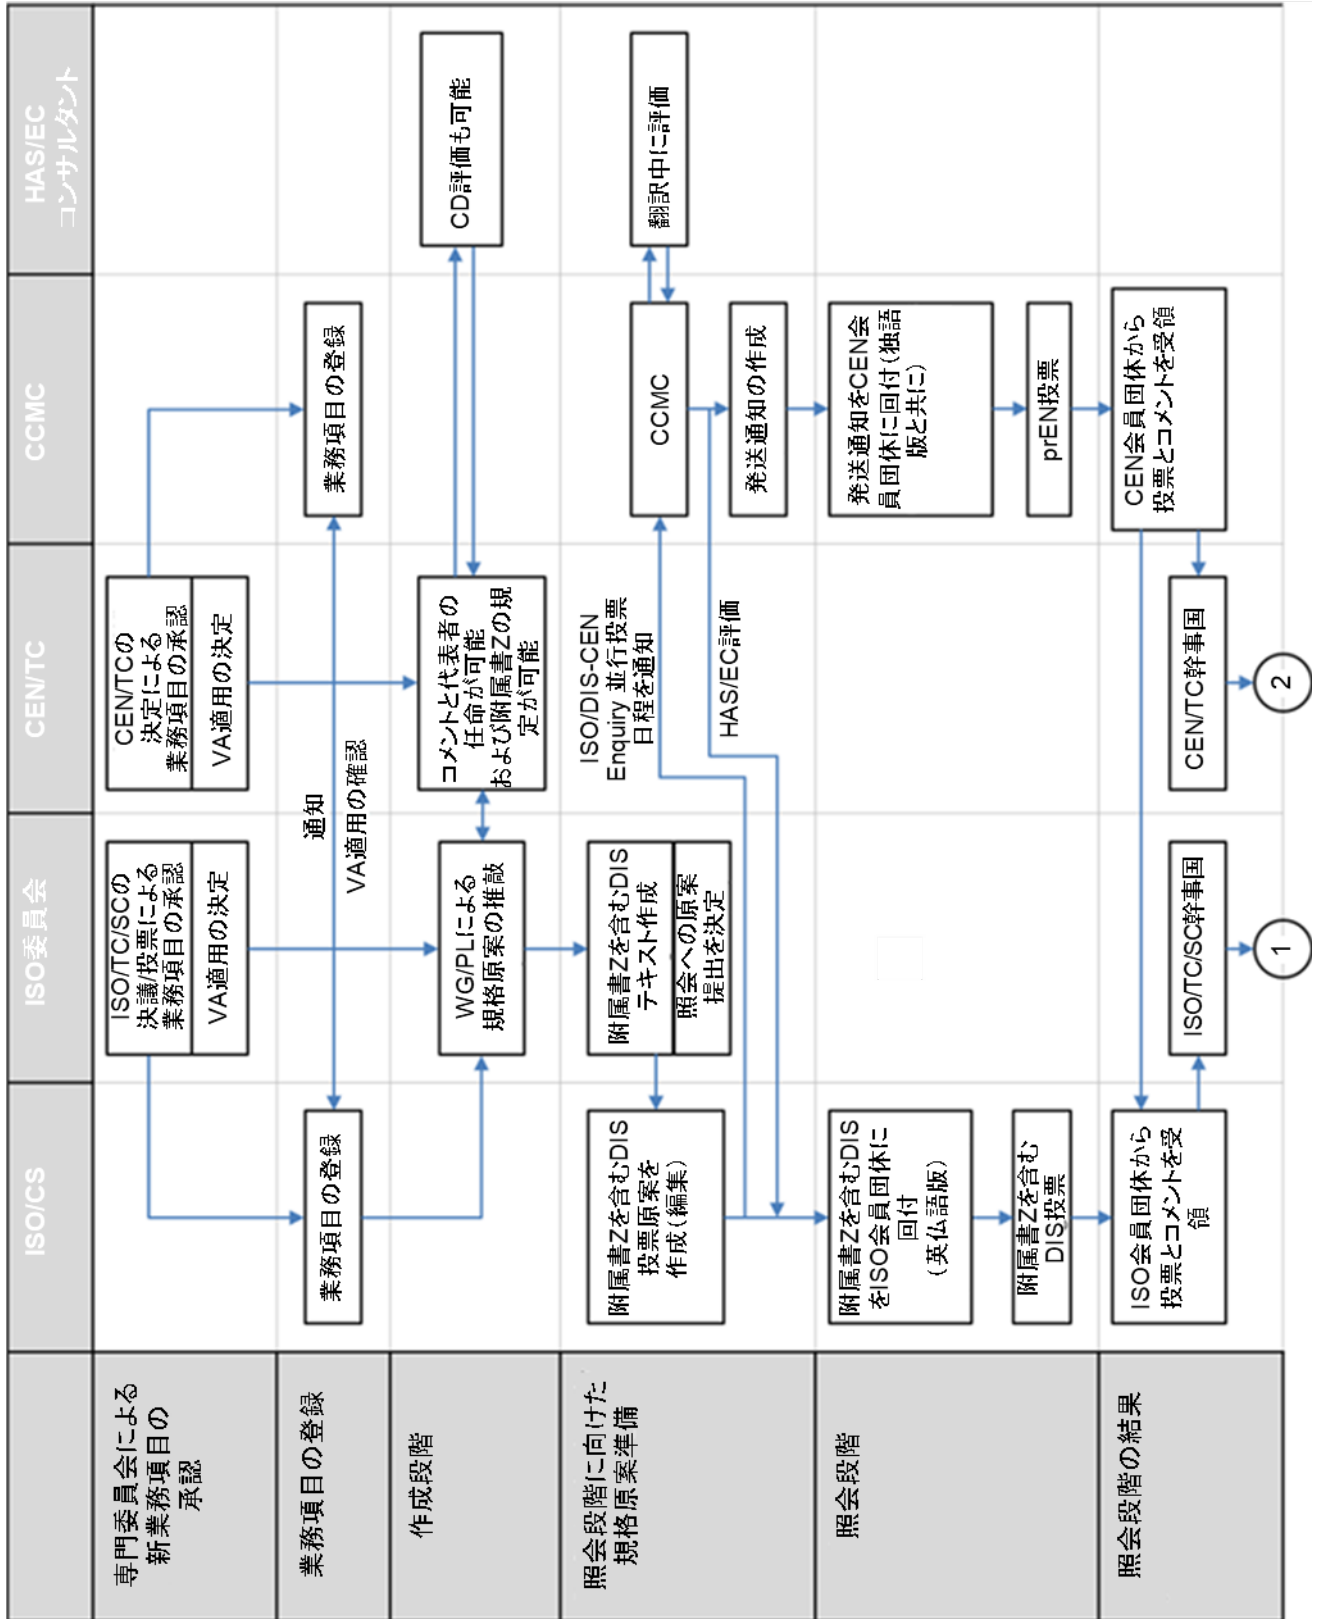 ISO/CS
ISO委員会
CEN/TC
CCMC
HAS/EC
コンサルタント
専門委員会による
新業務項目の
承認
ISO/TC/SCの
決議/投票による
業務項目の承認
VA適用の決定
CEN/TCの
決定による
業務項目の承認
VA適用の決定
業務項目の登録
業務項目の登録
通知
VA適用の確認
業務項目の登録
作成段階
WG/PLによる
規格原案の推敲
コメントと代表者の
任命が可能
および附属書Zの規
定が可能
CD評価も可能
照会段階に向けた
規格原案準備
附属書Zを含むDIS
投票原案を
作成(編集)
附属書Zを含むDIS
テキスト作成
照会への原案
提出を決定
ISO/DIS-CEN
Enquiry 並行投票
日程を通知
HAS/EC評価
CCMC
発送通知の作成
翻訳中に評価
照会段階
附属書Zを含むDIS
をISO会員団体に
回付
(英仏語版)
附属書Zを含む
DIS投票
発送通知をCEN会
員団体に回付(独語
版と共に)
prEN投票
照会段階の結果
ISO会員団体から
投票とコメントを受
領
ISO/TC/SC幹事国
CEN/TC幹事国
CEN会員団体から
投票とコメントを受領
1
2